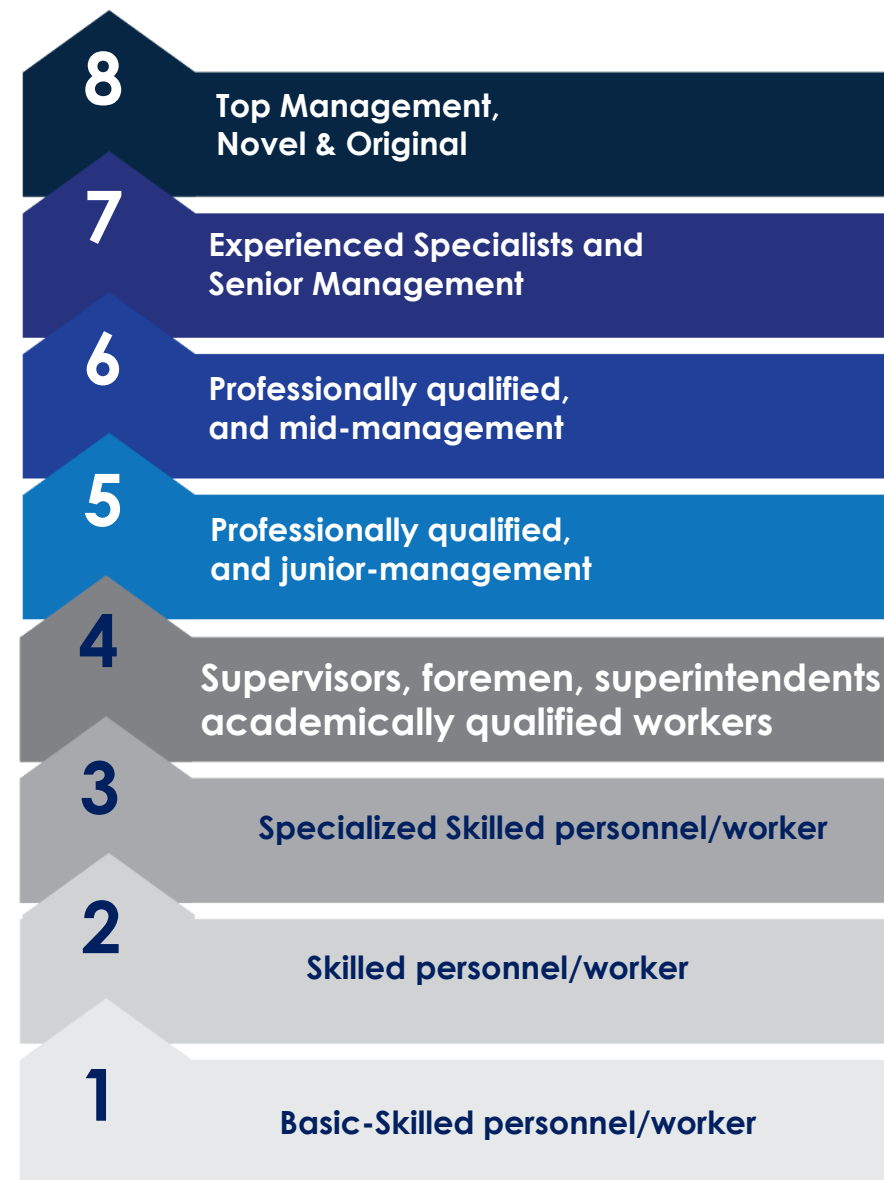 8
Top Management,
Novel & Original
7
Experienced Specialists and
Senior Management
6
Professionally qualified,
and mid-management
5
Professionally qualified,
and junior-management
4
Supervisors, foremen, superintendents
academically qualified workers
3
Specialized Skilled personnel/worker
2
Skilled personnel/worker
1
Basic-Skilled personnel/worker